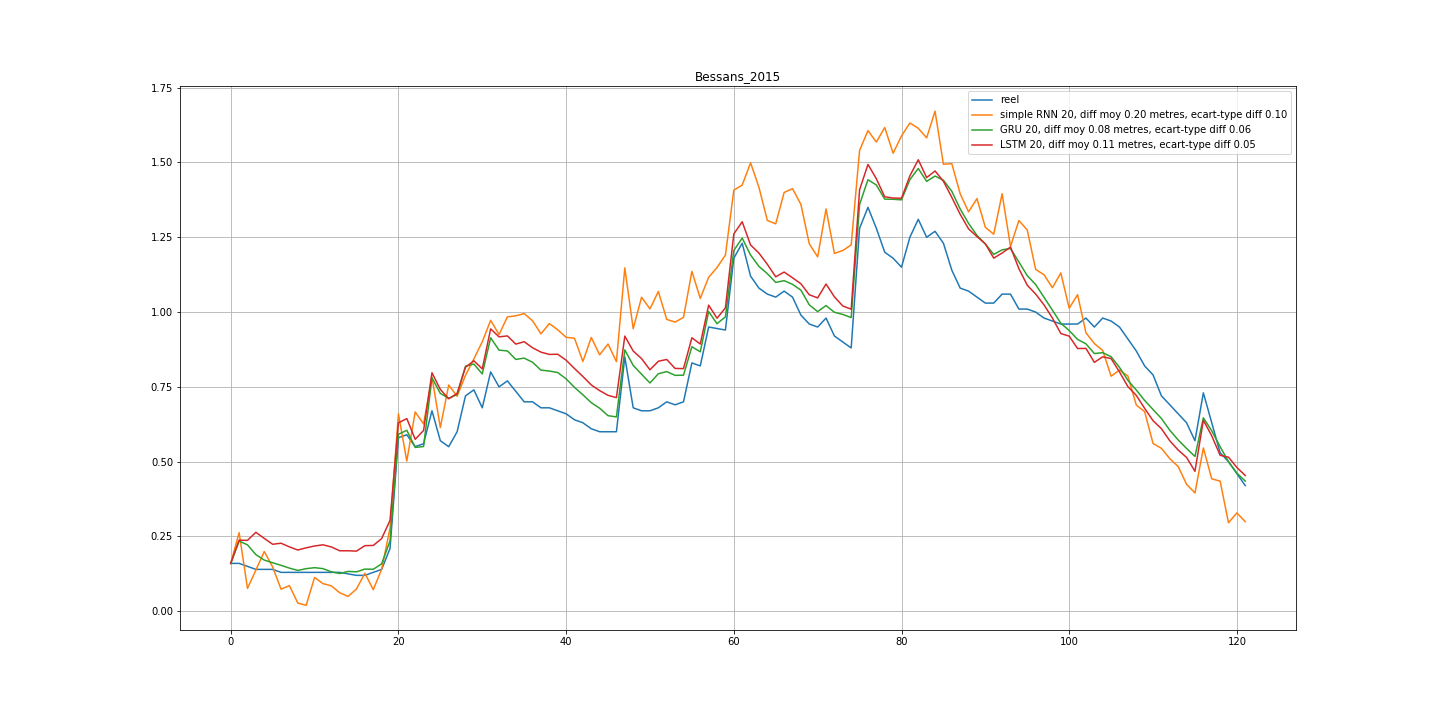 Bessans_2015
1.75
1.50
1.25
1.00
0.75
0.50
0.25
0.00
reel
simple RNN 20, diff moy 0.20 metres, ecart-type diff 0.10
GRU 20, diff moy 0.08 metres, ecart-type diff 0.06
LSTM 20, diff moy 0.11 metres, ecart-type diff 0.05
0 20 40 60 80 100 120